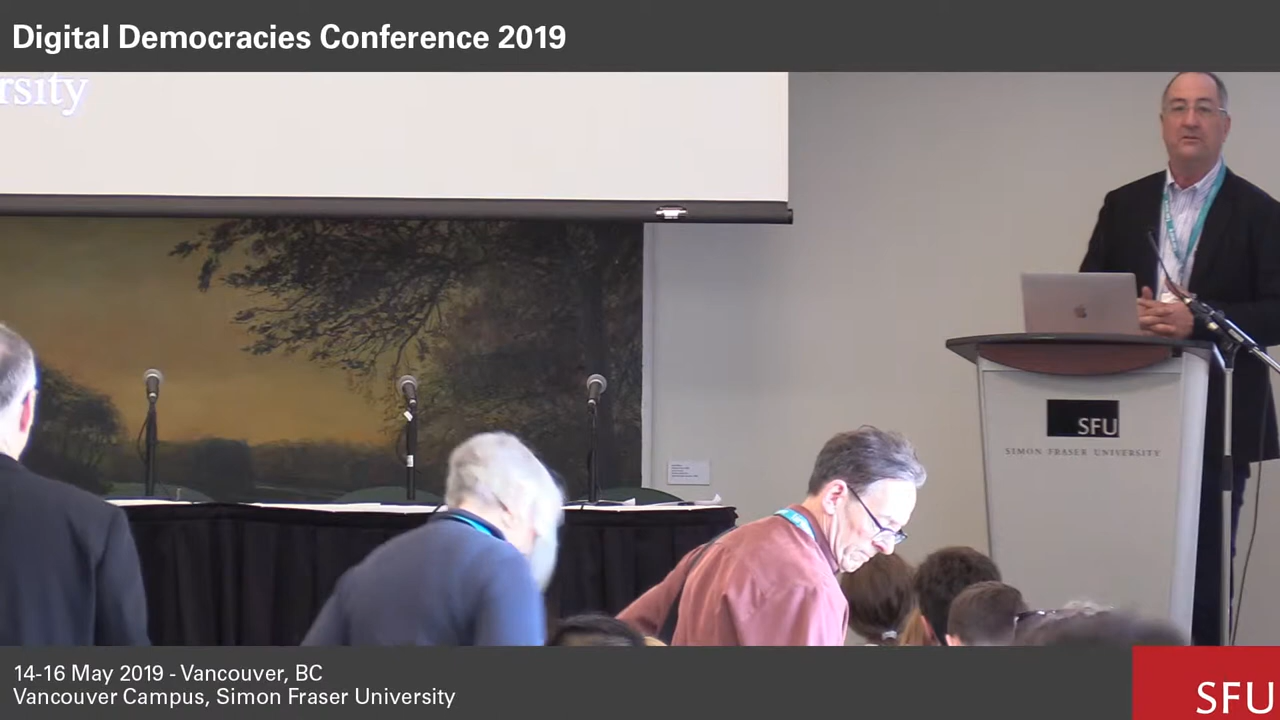 Digital Democracies Conference 2019
rsity
SFU
SIMON FRASER UNIVERSITY
14-16 May 2019 - Vancouver, BC
Vancouver Campus, Simon Fraser University
SFU